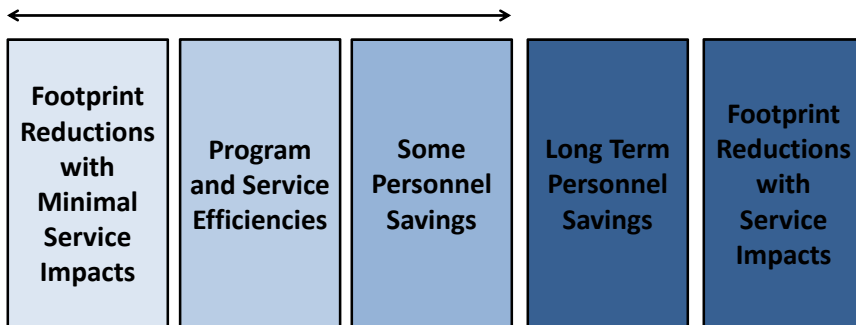 Footprint
Reductions
with
Minimal
Service
Impacts
Program
and Service
Efficiencies
Some
Personnel
Savings
Long Term
Personnel
Savings
Footprint
Reductions
with
Service
Impacts